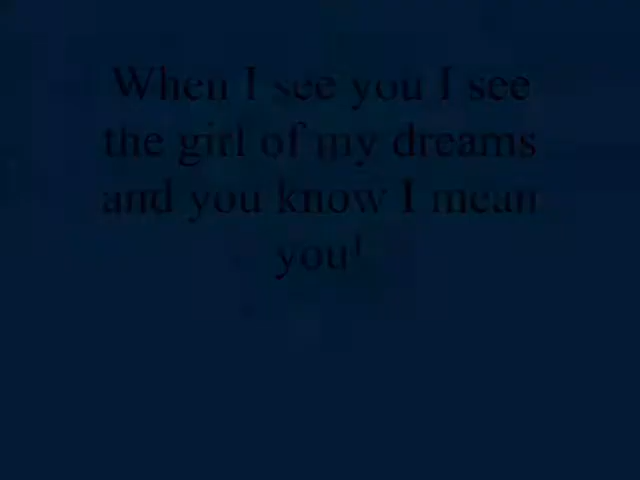 When I see you I see
the girl of my dreams
and you know I mean
you!